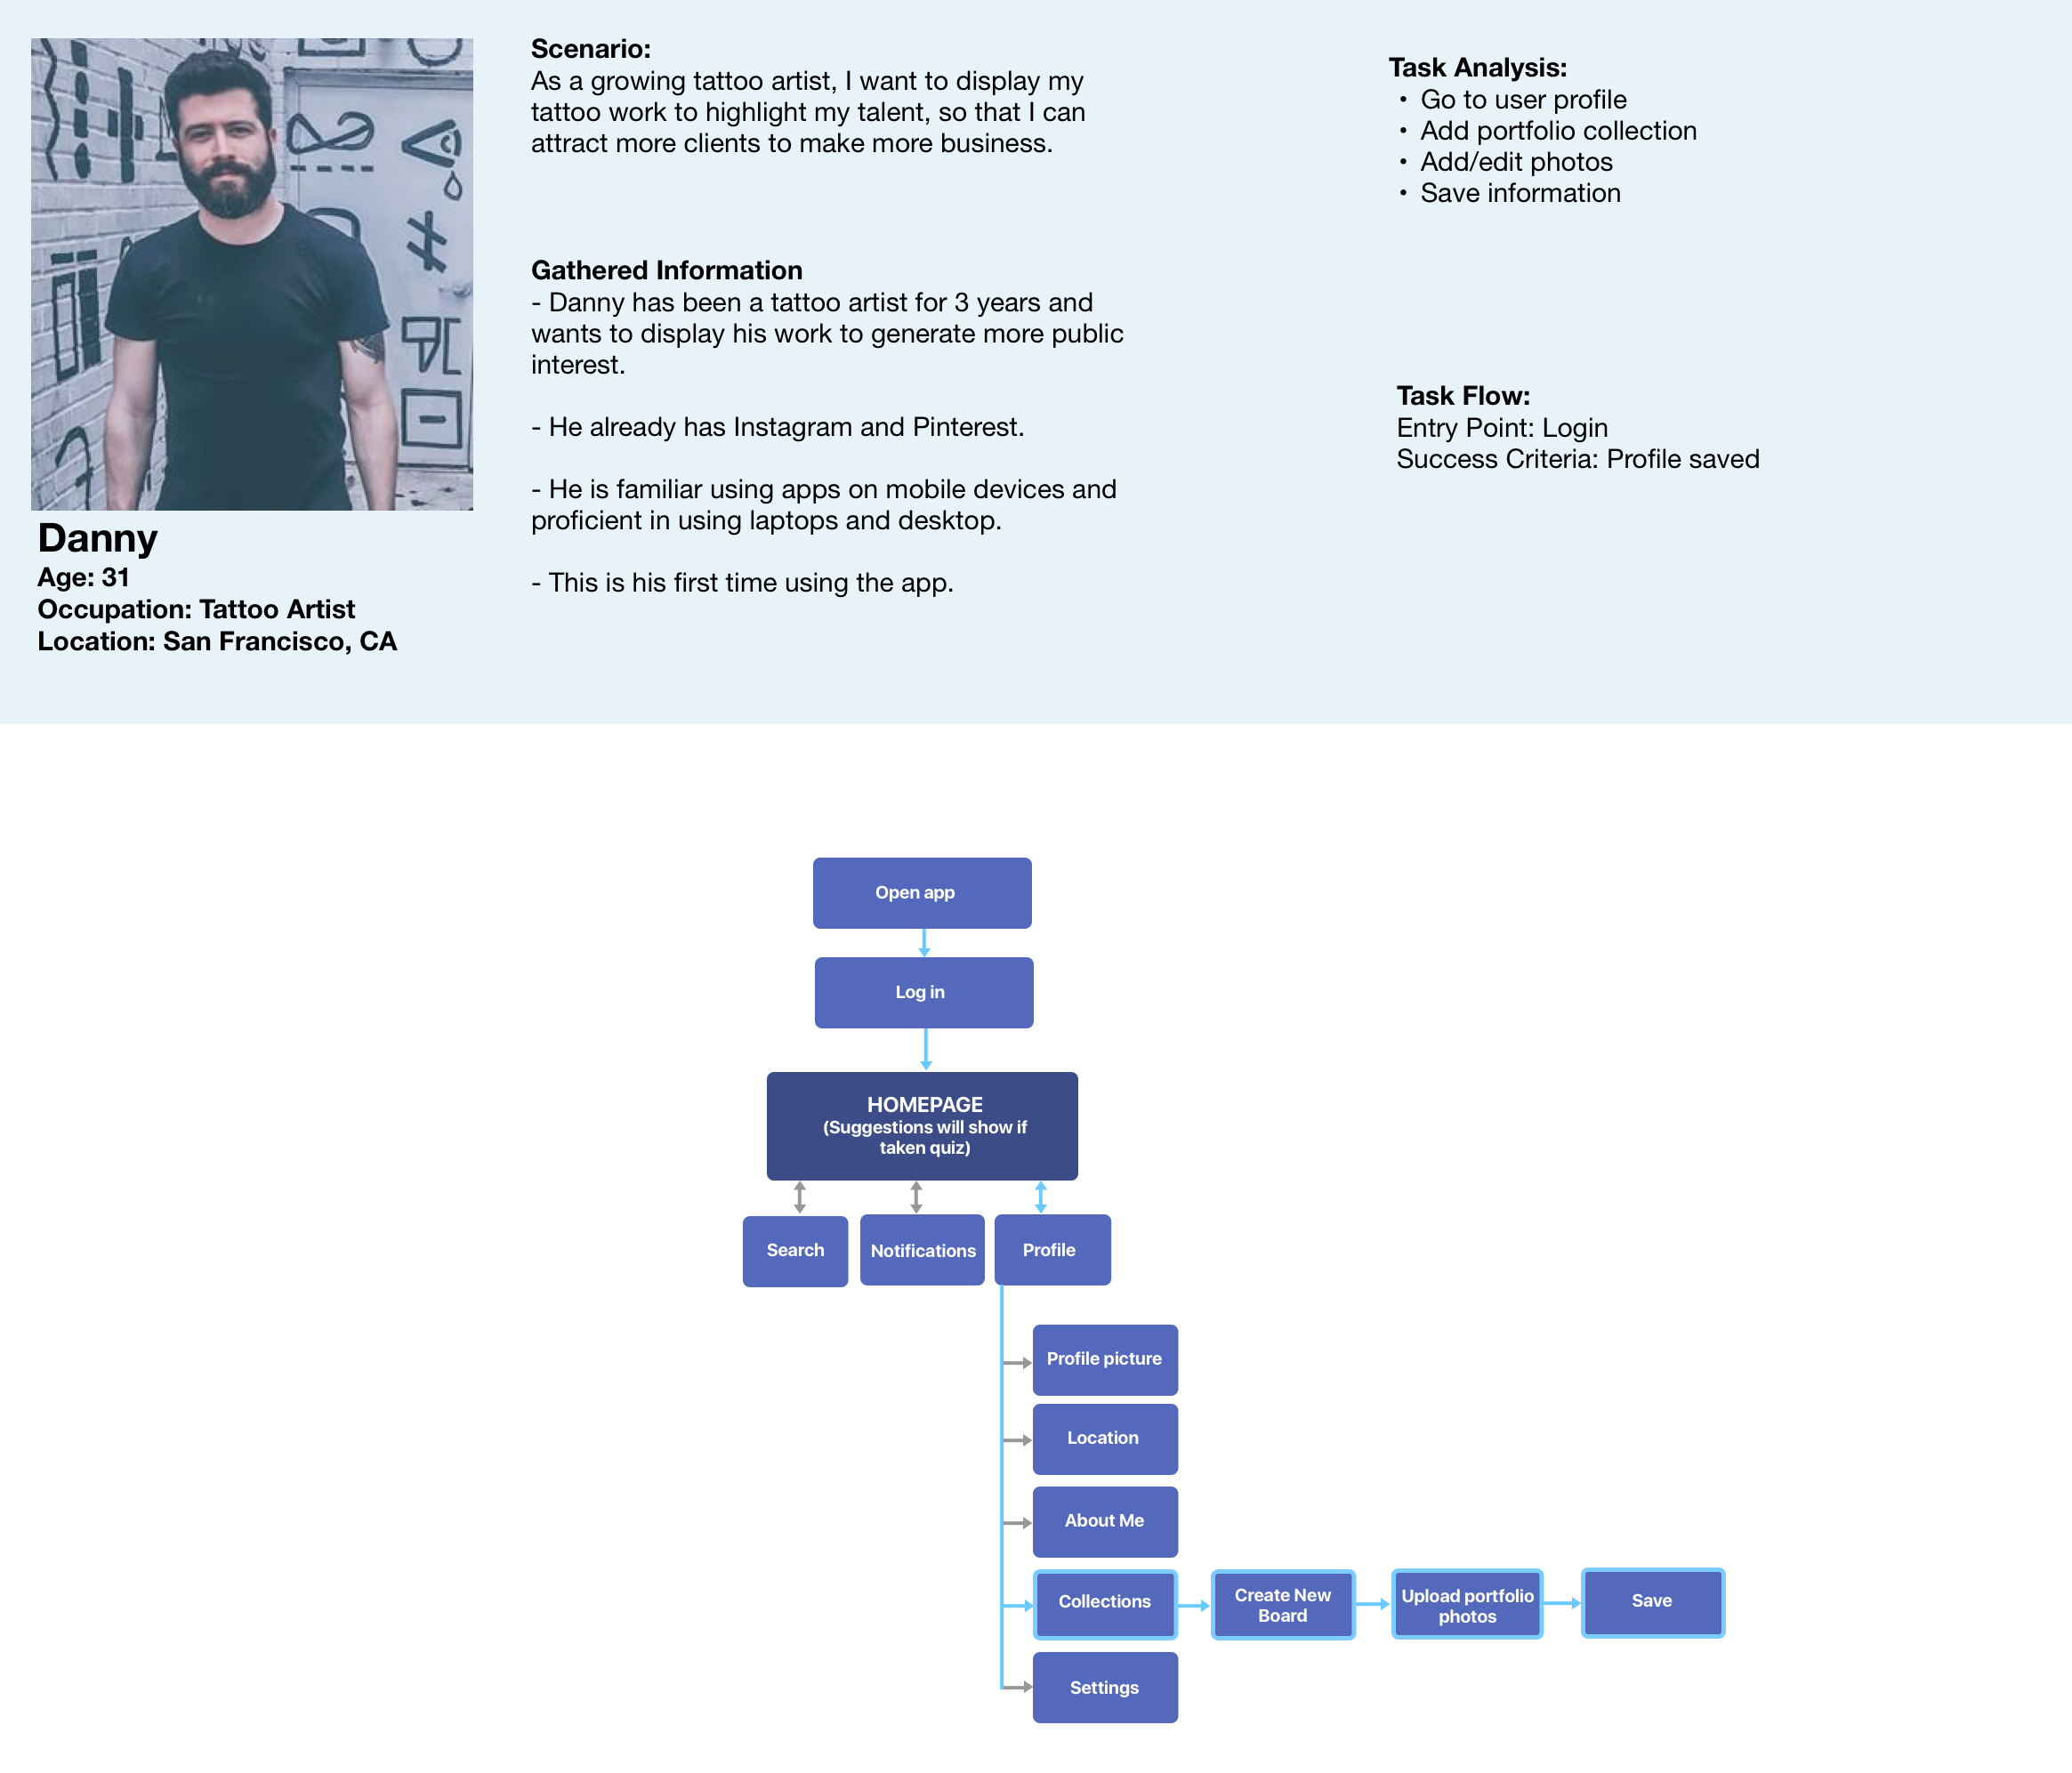 Danny
Age: 31
Occupation: Tattoo Artist
Location: San Francisco, CA
Scenario:
As a growing tattoo artist, I want to display my
tattoo work to highlight my talent, so that I can
attract more clients to make more business.
Gathered Information
- Danny has been a tattoo artist for 3 years and
wants to display his work to generate more public
interest.
- He already has Instagram and Pinterest.
- He is familiar using apps on mobile devices and
proficient in using laptops and desktop.
- This is his first time using the app.
Task Analysis:
• Go to user profile
• Add portfolio collection
• Add/edit photos
• Save information
Task Flow:
Entry Point: Login
Success Criteria: Profile saved
Open app
Log in
HOMEPAGE
(Suggestions will show if
taken quiz)
Search
Notifications
Profile
Profile picture
Location
About Me
Collections
Create New
Board
Upload portfolio
photos
Save
Settings